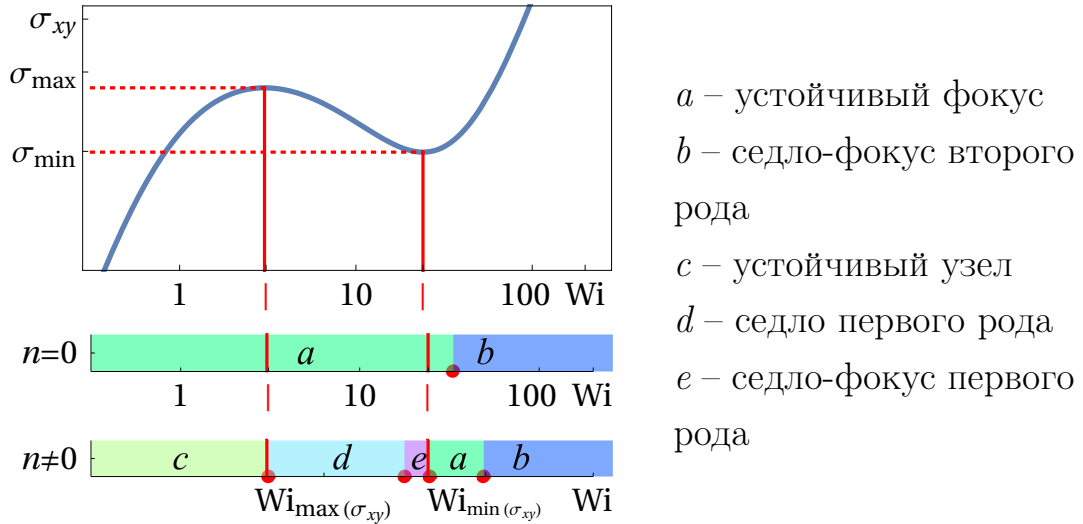 σxy
σmax
σmin
1 10 100 Wi
n=0 a b
1 10 100 Wi
n≠0 c d e a b
Wimax (σxy) Wimin (σxy) Wi
a – устойчивый фокус
b – седло-фокус второго
рода
c – устойчивый узел
d – седло первого рода
e – седло-фокус первого
рода